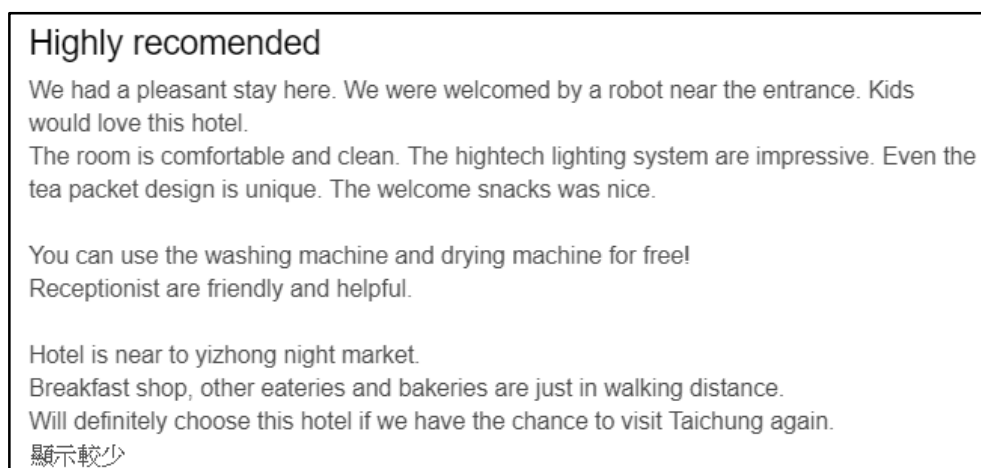 Highly recomended
We had a pleasant stay here. We were welcomed by a robot near the entrance. Kids
would love this hotel.
The room is comfortable and clean. The hightech lighting system are impressive. Even the
tea packet design is unique. The welcome snacks was nice.
You can use the washing machine and drying machine for free!
Receptionist are friendly and helpful.
Hotel is near to yizhong night market.
Breakfast shop, other eateries and bakeries are just in walking distance.
Will definitely choose this hotel if we have the chance to visit Taichung again.
顯示較少